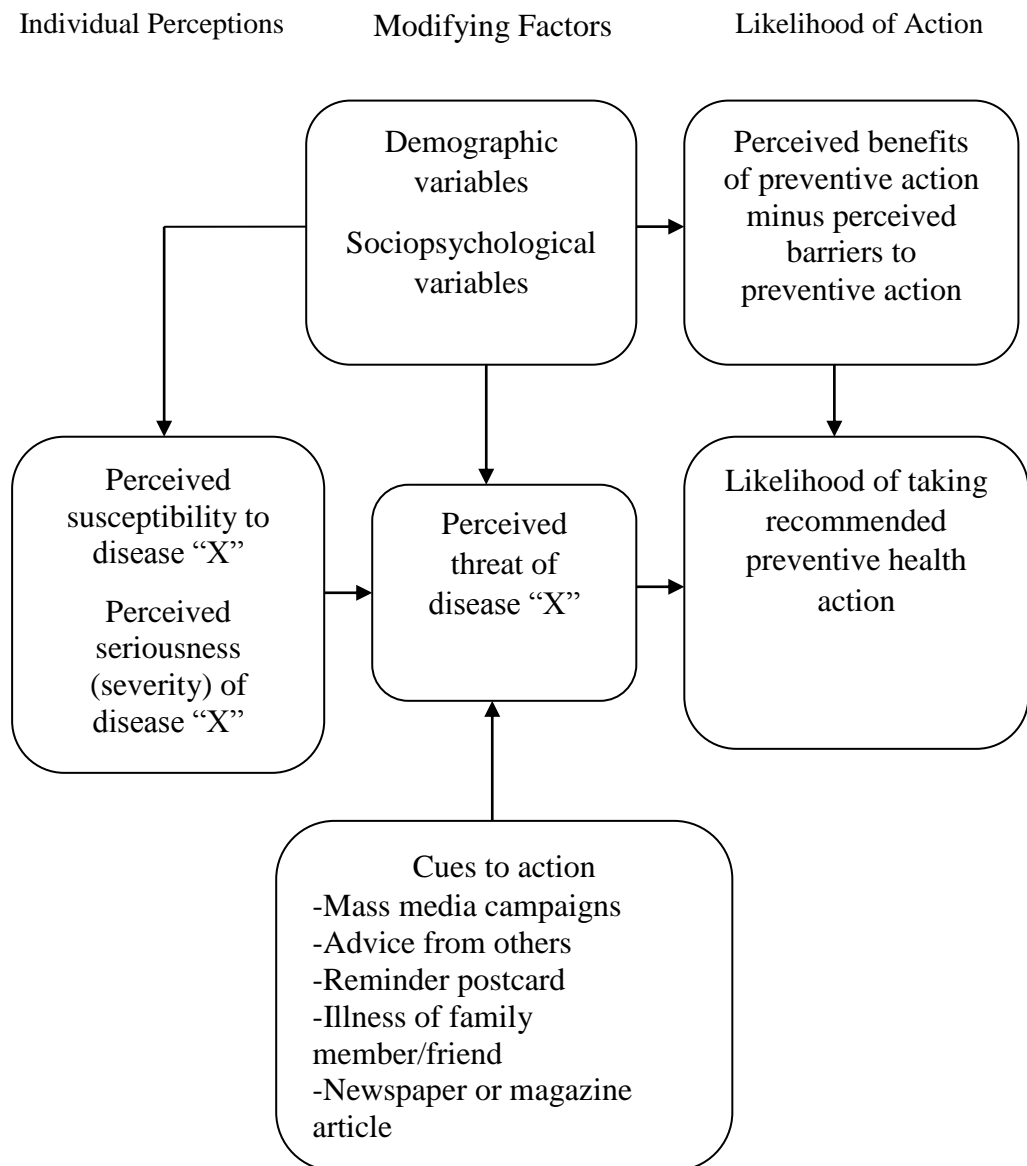 Individual Perceptions
Modifying Factors
Likelihood of Action
Demographic
variables
Sociopsychological
variables
Perceived benefits
of preventive action
minus perceived
barriers to
preventive action
Perceived
susceptibility to
disease “X”
Perceived
seriousness
(severity) of
disease “X”
Perceived
threat of
disease “X”
Likelihood of taking
recommended
preventive health
action
Cues to action
-Mass media campaigns
-Advice from others
-Reminder postcard
-Illness of family
member/friend
-Newspaper or magazine
article